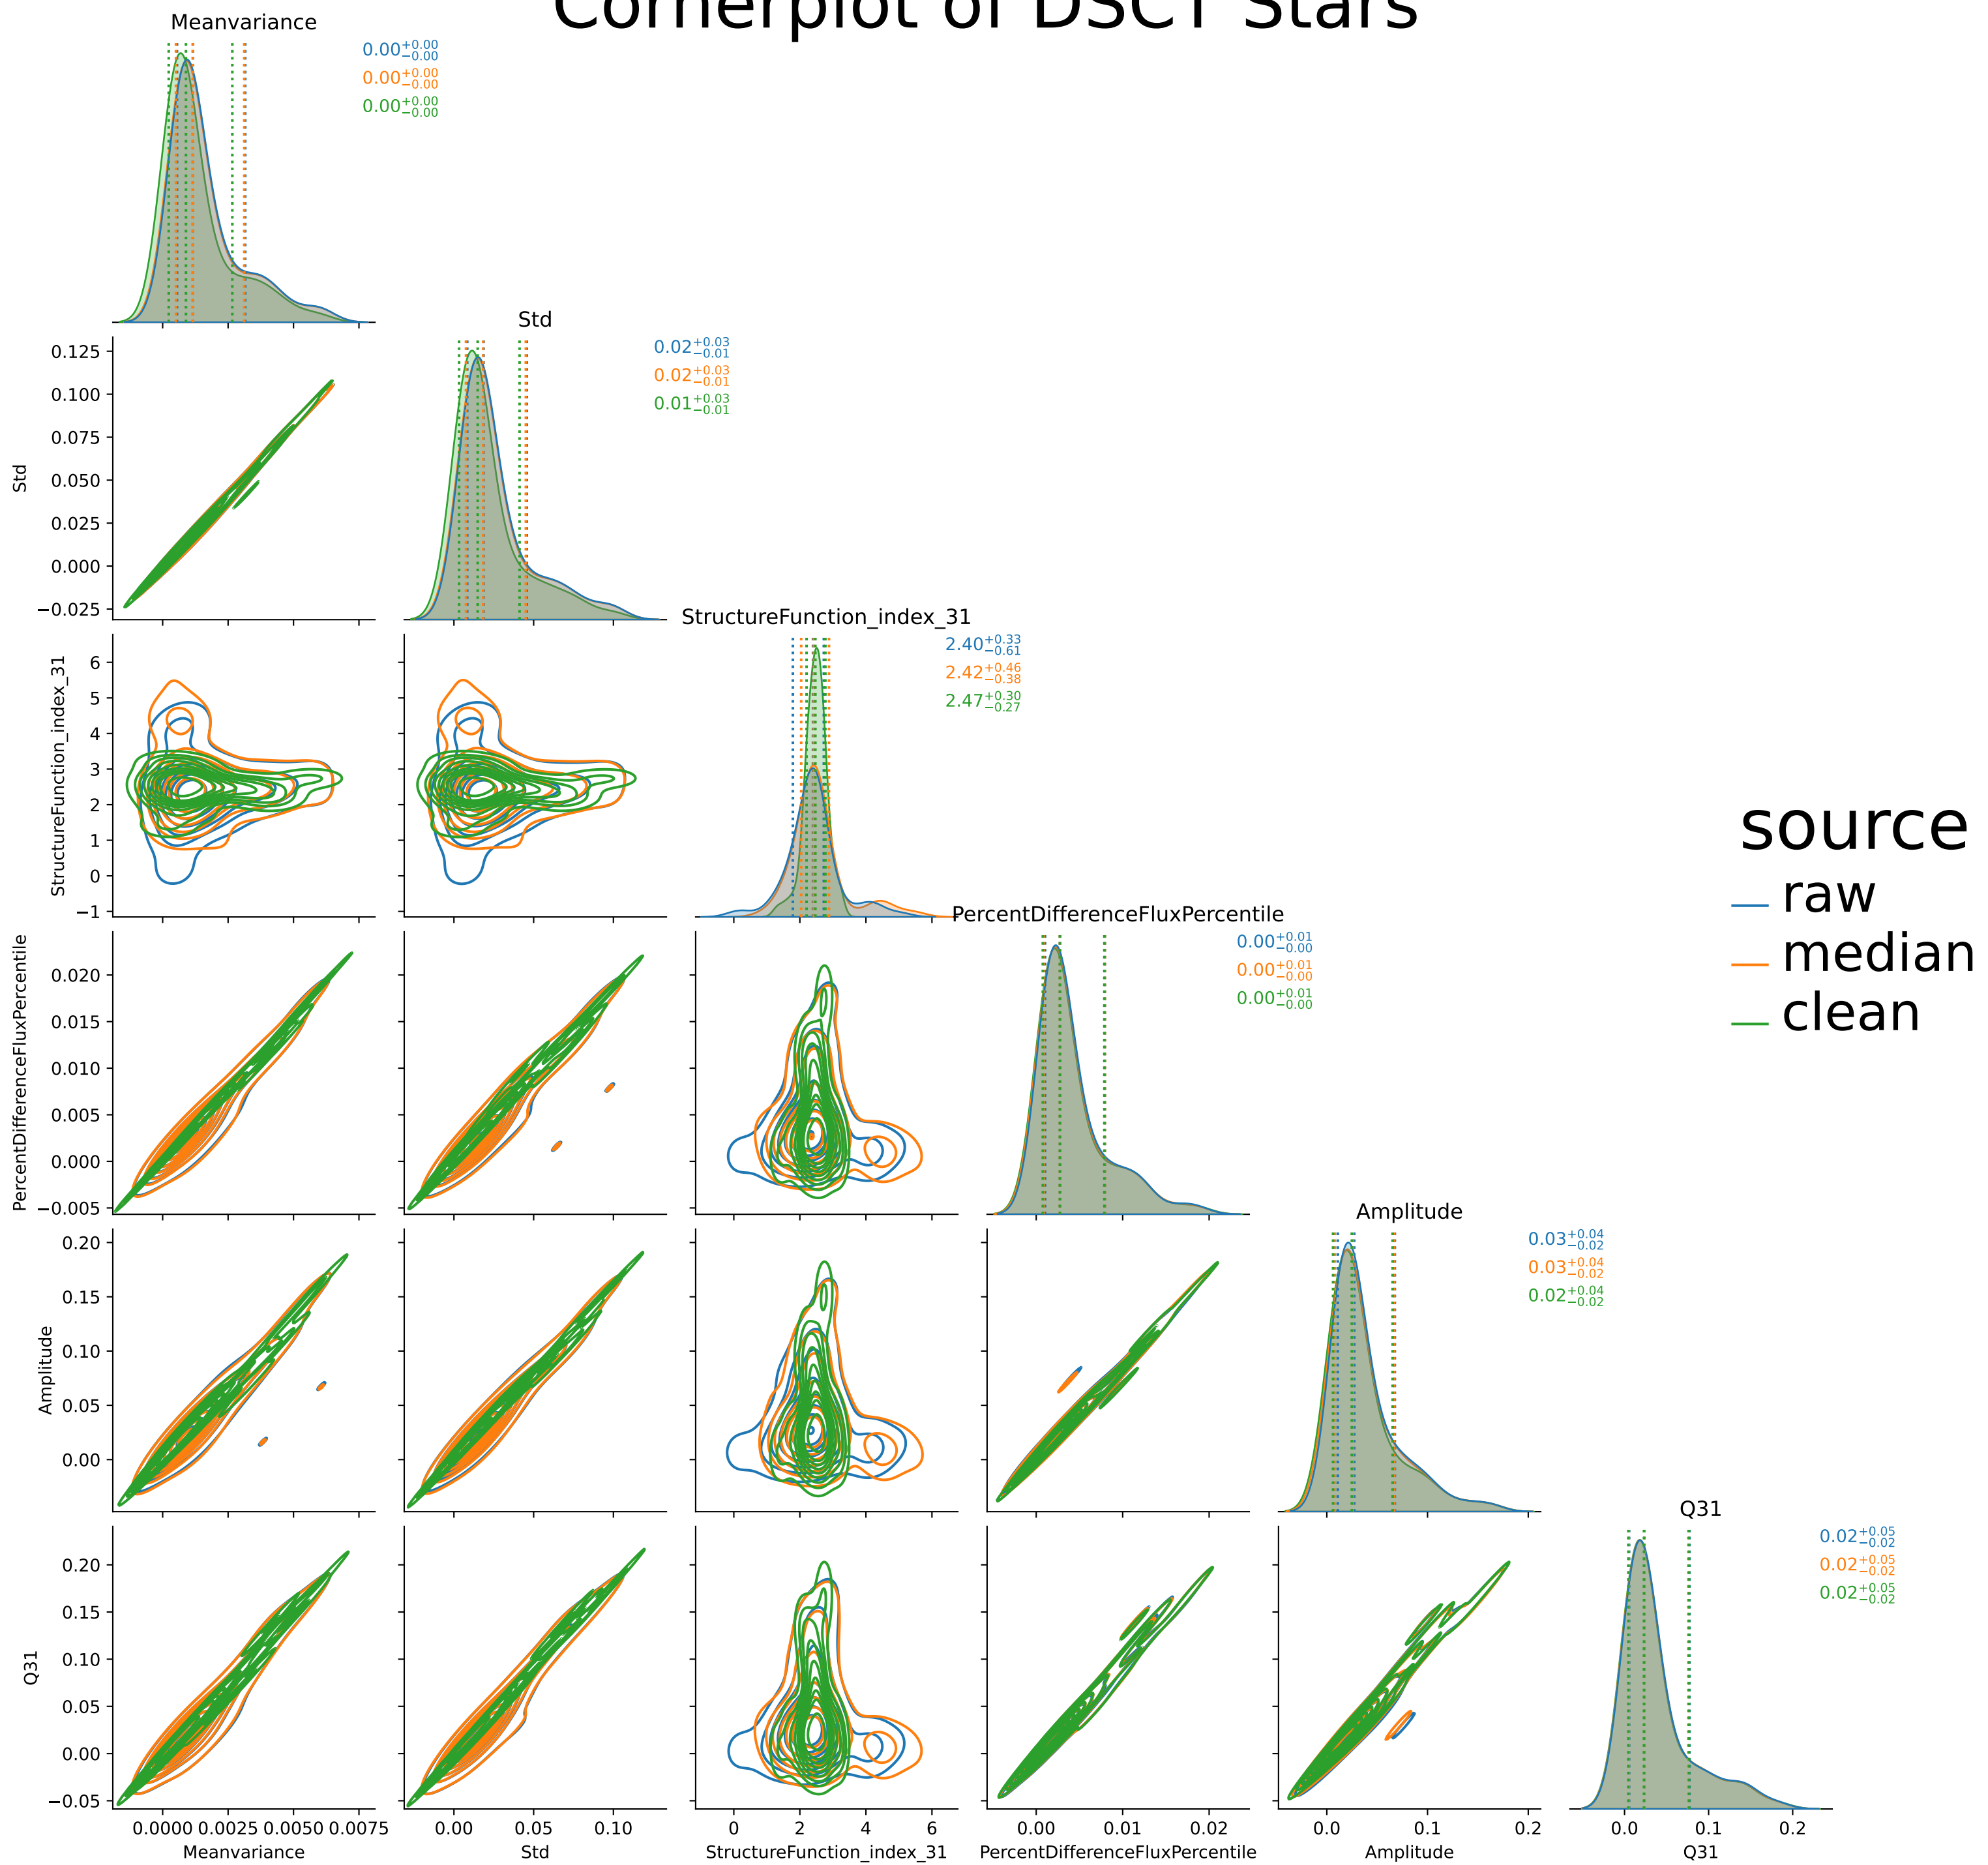 Cornerplot of DSCT Stars
Meanvariance
0.00+0.00−0.00
0.00+0.00−0.00
0.00+0.00−0.00
Std
0.02+0.03−0.01
0.02+0.03−0.01
0.01+0.03−0.01
Std
0.125
0.100
0.075
0.050
0.025
0.000
−0.025
StructureFunction_index_31
2.40+0.33−0.61
2.42+0.46−0.38
2.47+0.30−0.27
StructureFunction_index_31
6
5
4
3
2
1
0
−1
source
raw
median
clean
PercentDifferenceFluxPercentile
0.00+0.01−0.00
0.00+0.01−0.00
0.00+0.01−0.00
PercentDifferenceFluxPercentile
0.020
0.015
0.010
0.005
0.000
−0.005
Amplitude
0.03+0.04−0.02
0.03+0.04−0.02
0.02+0.04−0.02
Amplitude
0.20
0.15
0.10
0.05
0.00
Q31
0.02+0.05−0.02
0.02+0.05−0.02
0.02+0.05−0.02
Q31
0.20
0.15
0.10
0.05
0.00
−0.05
0.0000 0.0025 0.0050 0.0075
0.00 0.05 0.10
0 2 4 6
0.00 0.01 0.02
0.0 0.1 0.2
0.0 0.1 0.2
Meanvariance
Std
StructureFunction_index_31
PercentDifferenceFluxPercentile
Amplitude
Q31